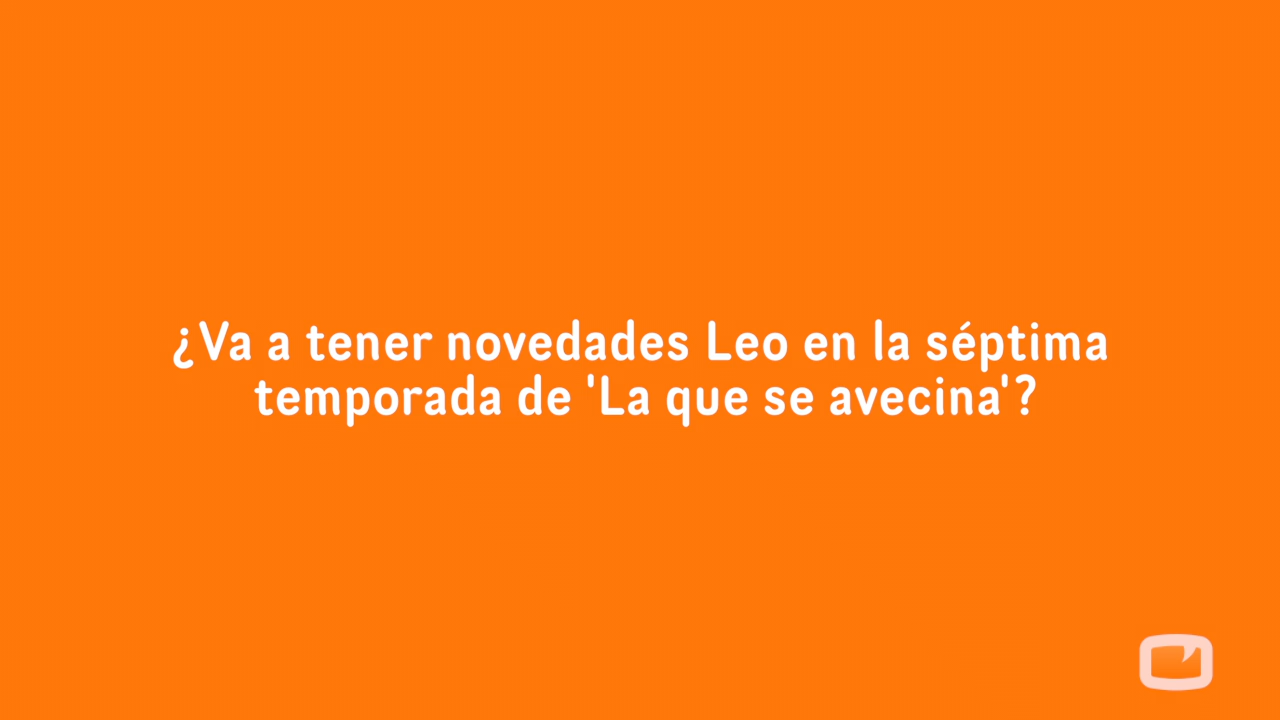 ¿Va a tener novedades Leo en la séptima
temporada de 'La que se avecina'?